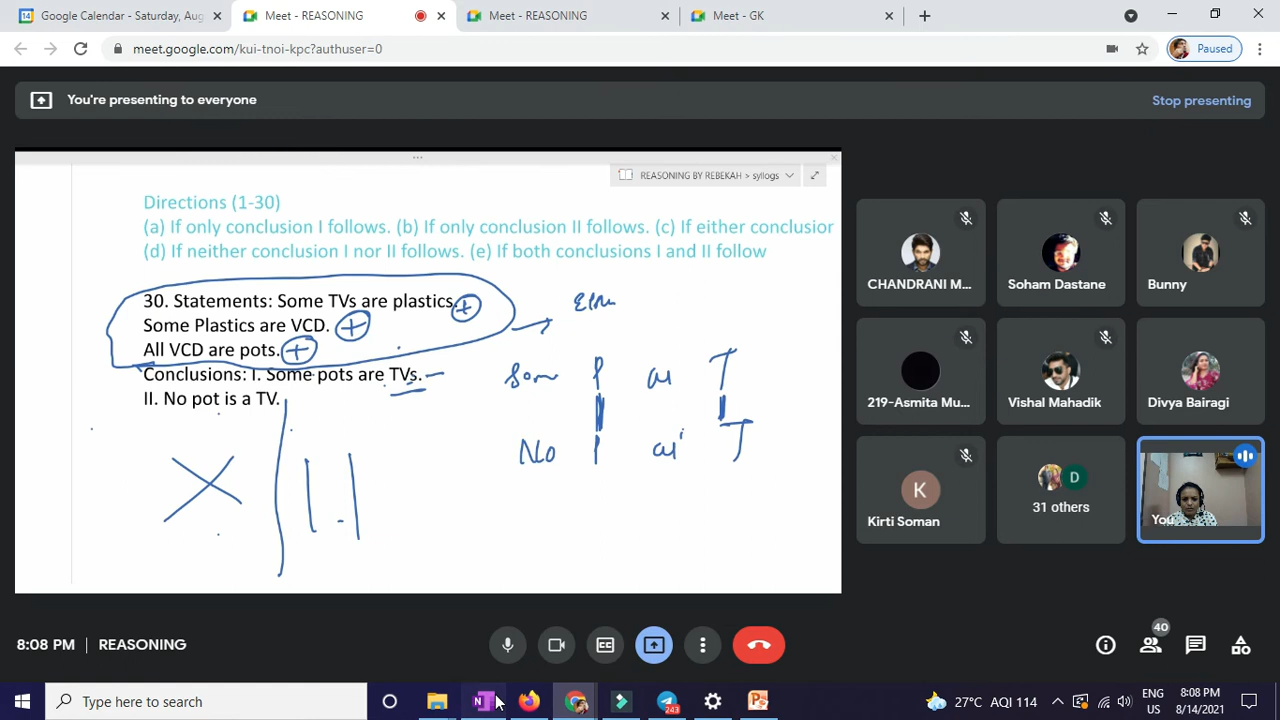 Google Calendar - Saturday, Aug
Meet - REASONING
Meet - REASONING
Meet - GK
meet.google.com/kui-tnoi-kpc?authuser=0
Paused
You're presenting to everyone
Stop presenting
REASONING BY REBEKAH > syllogs
Directions (1-30)
(a) If only conclusion I follows. (b) If only conclusion II follows. (c) If either conclusior
(d) If neither conclusion I nor II follows. (e) If both conclusions I and II follow
30. Statements: Some TVs are plastics.
Some Plastics are VCD.
All VCD are pots.
Conclusions: I. Some pots are TVs.
II. No pot is a TV.
Som P T
No T
CHANDRANI M...
Soham Dastane
Bunny
219-Asmita Mu...
Vishal Mahadik
Divya Bairagi
K
Kirti Soman
D
31 others
You
8:08 PM | REASONING
40
Type here to search
243
27°C AQI 114
ENG
US
8:08 PM
8/14/2021